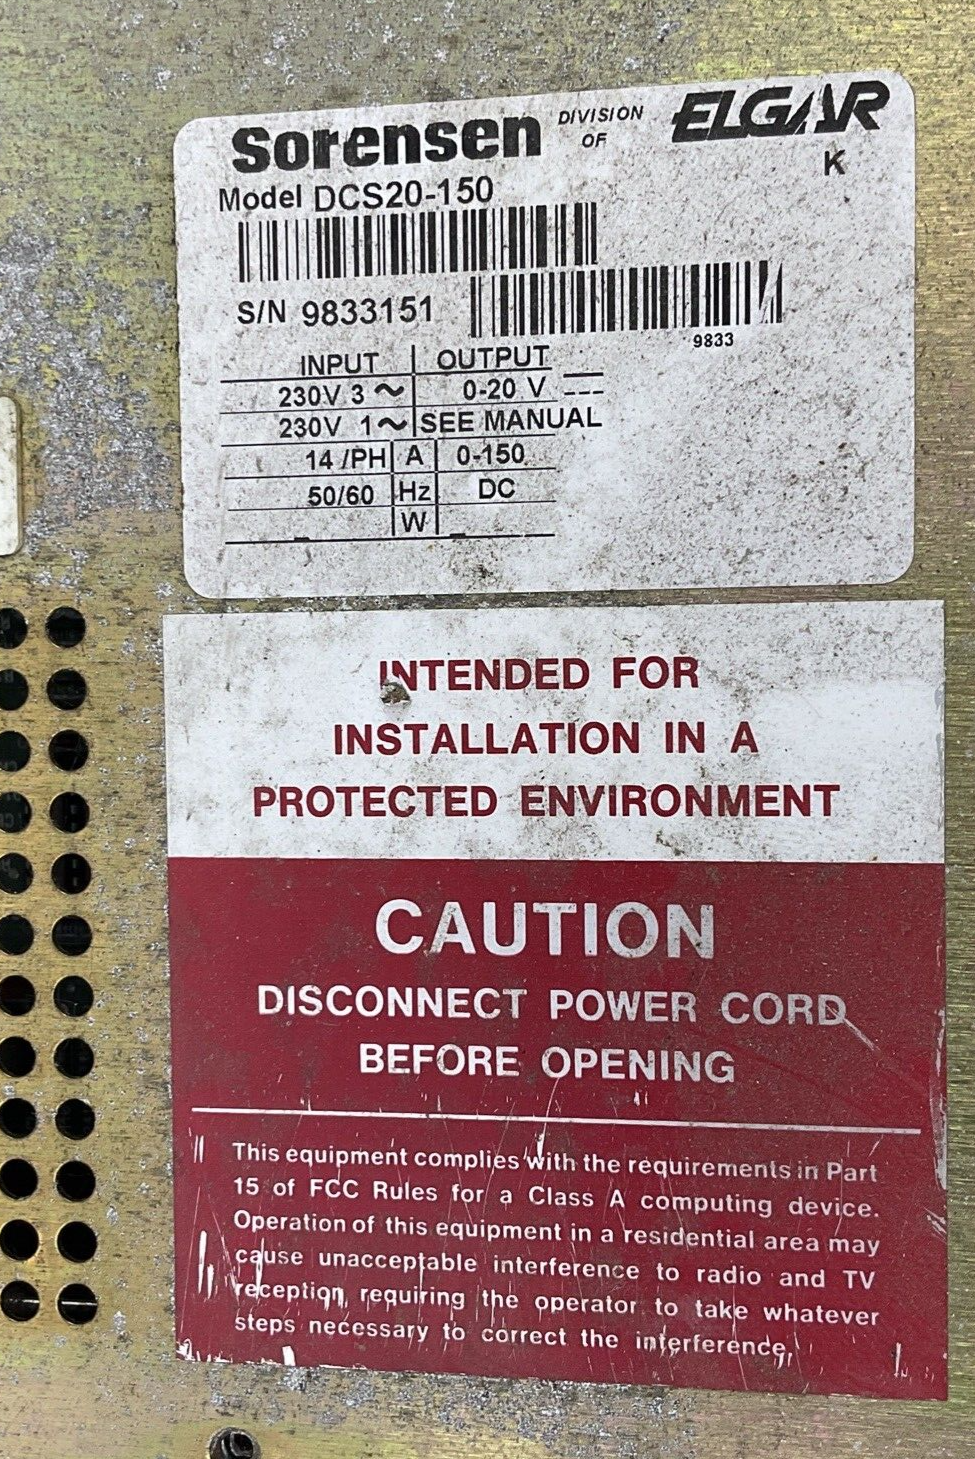 Sorensen DIVISION OF ELGAR
K
Model DCS20-150
S/N 9833151
9833
INPUT OUTPUT
230V 3 ~ 0-20 V ⎓
230V 1~ SEE MANUAL
14 /PH A 0-150
50/60 Hz DC
- W -
INTENDED FOR
INSTALLATION IN A
PROTECTED ENVIRONMENT
CAUTION
DISCONNECT POWER CORD
BEFORE OPENING
This equipment complies with the requirements in Part
15 of FCC Rules for a Class A computing device.
Operation of this equipment in a residential area may
cause unacceptable interference to radio and TV
reception, requiring the operator to take whatever
steps necessary to correct the interference.